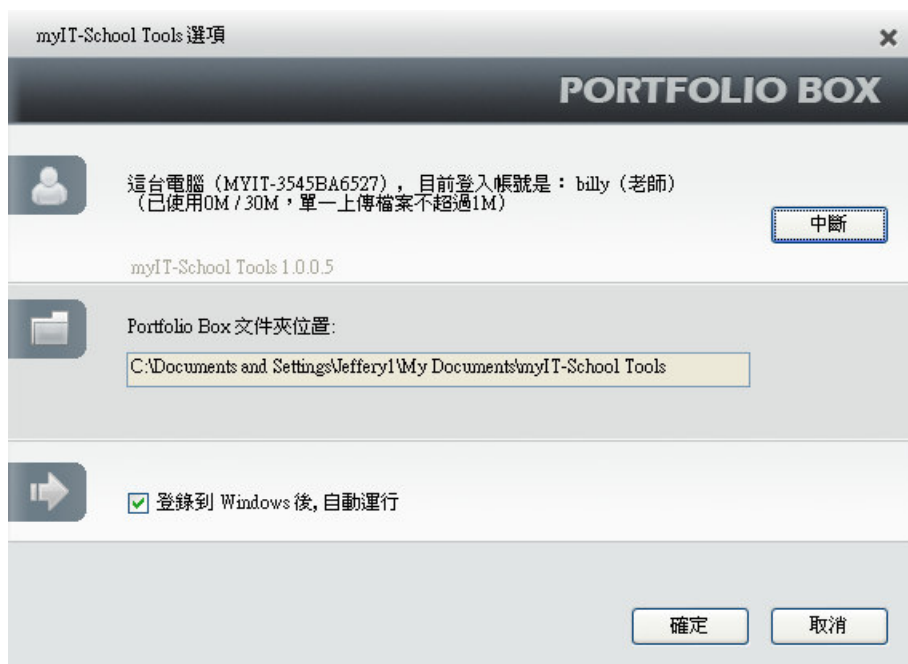 myIT-School Tools 選項
PORTFOLIO BOX
這台電腦（MYIT-3545BA6527），目前登入帳號是：billy（老師）
（已使用0M / 30M，單一上傳檔案不超過1M）
中斷
myIT-School Tools 1.0.0.5
Portfolio Box 文件夾位置:
C:\Documents and Settings\Jeffery1\My Documents\myIT-School Tools
登錄到 Windows 後, 自動運行
確定
取消